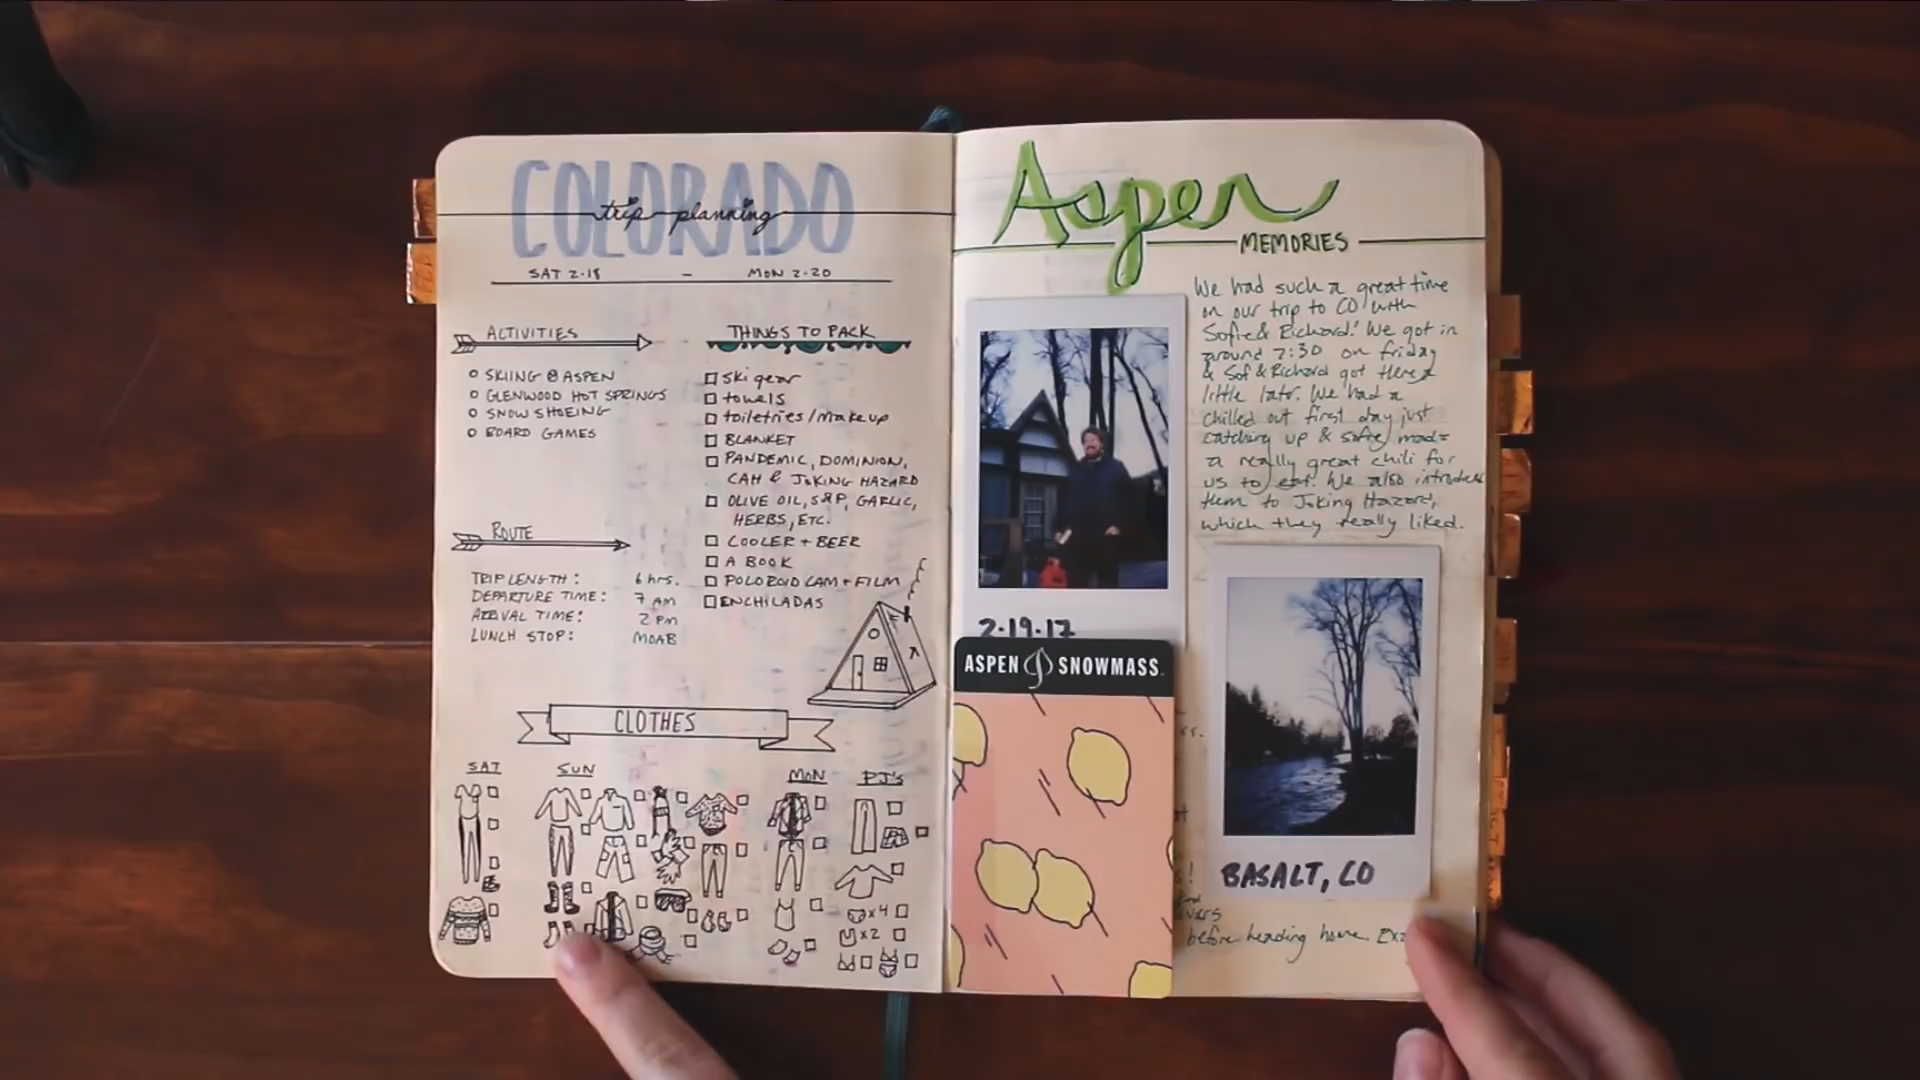 COLORADO
trip planning
SAT 2.18 - MON 2.20
ACTIVITIES
SKIING @ ASPEN
GLENWOOD HOT SPRINGS
SNOW SHOEING
BOARD GAMES
ROUTE
TRIP LENGTH: 6 hrs.
DEPARTURE TIME: 7 AM
ARRIVAL TIME: 2 PM
LUNCH STOP: MOAB
THINGS TO PACK
ski gear
towels
toiletries/makeup
BLANKET
PANDEMIC, DOMINION,
CAH & JOKING HAZARD
OLIVE OIL, S&P, GARLIC,
HERBS, ETC.
COOLER + BEER
A BOOK
POLOROID CAM + FILM
ENCHILADAS
CLOTHES
SAT
SUN
MON
PJ's
x4
x2
Aspen
MEMORIES
We had such a great time
on our trip to CO with
Sofie & Richard! We got in
around 2:30 on friday
& Sof & Richard got there a
little later. We had a
chilled out first day just
catching up & sofie made
a really great chili for
us to eat. We also introduced
them to Joking Hazard,
which they really liked.
2.19.17
ASPEN SNOWMASS
BASALT, CO
before heading home.